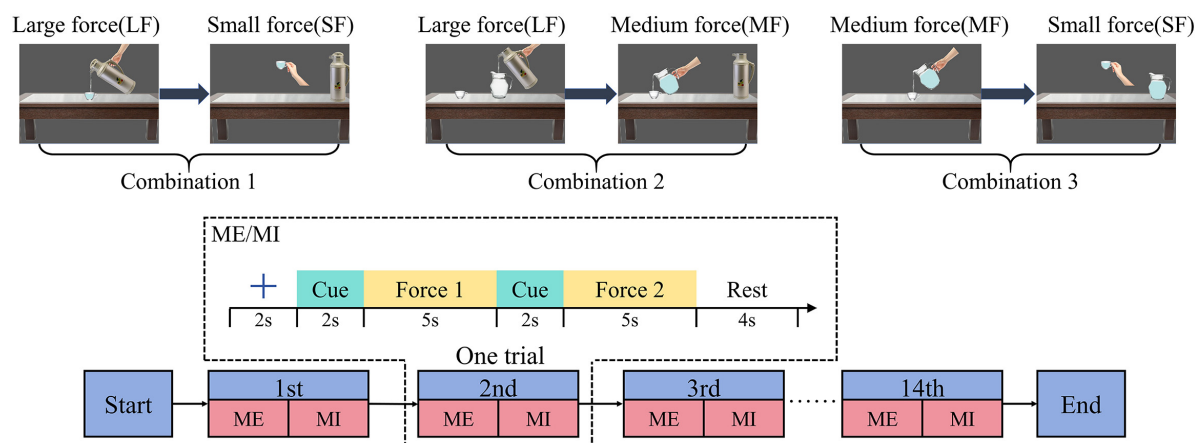 Large force(LF) Small force(SF) Large force(LF) Medium force(MF) Medium force(MF) Small force(SF)
Combination 1 Combination 2 Combination 3
ME/MI
Cue Force 1 Cue Force 2 Rest
2s 2s 5s 2s 5s 4s
One trial
Start 1st 2nd 3rd ...... 14th End
ME MI ME MI ME MI ME MI